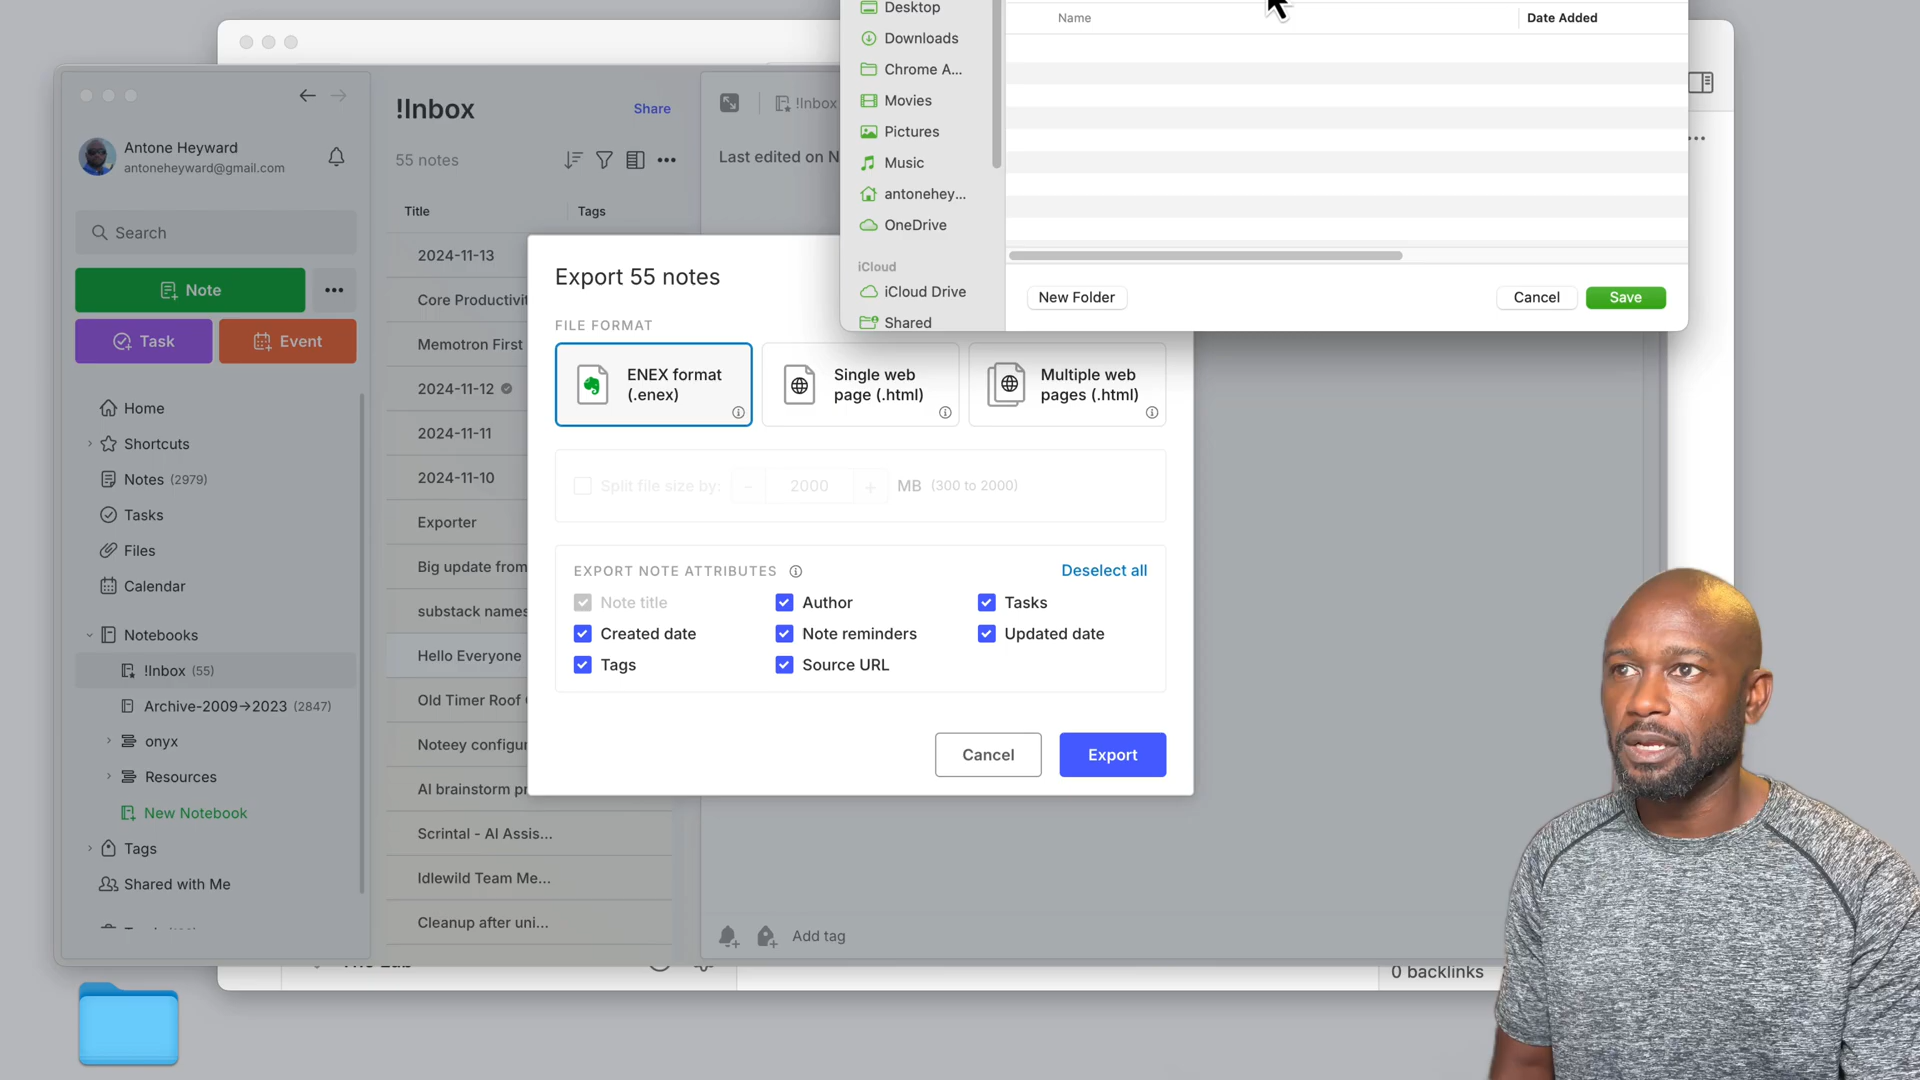 Antone Heyward
antoneheyward@gmail.com
Search
Note
Task
Event
Home
Shortcuts
Notes (2979)
Tasks
Files
Calendar
Notebooks
!Inbox (55)
Archive-2009→2023 (2847)
onyx
Resources
New Notebook
Tags
Shared with Me
!Inbox
Share
55 notes
Title
Tags
2024-11-13
Core Productivit
Memotron First
2024-11-12
2024-11-11
2024-11-10
Exporter
Big update from
substack names
Hello Everyone
Old Timer Roof
Noteey configur
AI brainstorm pr
Scrintal - AI Assis...
Idlewild Team Me...
Cleanup after uni...
!Inbox
Last edited on N
Add tag
0 backlinks
Export 55 notes
FILE FORMAT
ENEX format
(.enex)
Single web
page (.html)
Multiple web
pages (.html)
Split file size by:
2000
MB (300 to 2000)
EXPORT NOTE ATTRIBUTES
Deselect all
Note title
Author
Tasks
Created date
Note reminders
Updated date
Tags
Source URL
Cancel
Export
Desktop
Downloads
Chrome A...
Movies
Pictures
Music
antonehey...
OneDrive
iCloud
iCloud Drive
Shared
Name
Date Added
New Folder
Cancel
Save